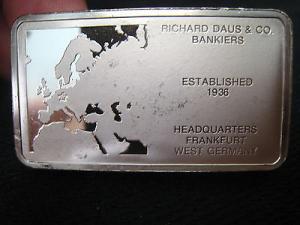 RICHARD DAUS & CO.
BANKIERS
ESTABLISHED
1936
HEADQUARTERS
FRANKFURT
WEST GERMANY